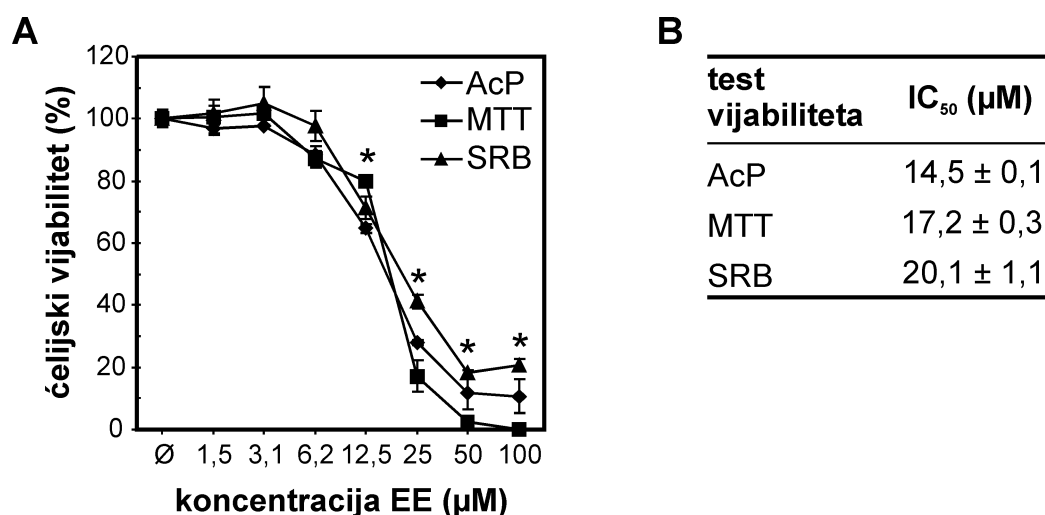 A
120
100
80
60
40
20
0
ćelijski vijabilitet (%)
AcP
MTT
SRB
*
*
*
*
Ø 1,5 3,1 6,2 12,5 25 50 100
koncentracija EE (µM)
B
test vijabiliteta IC50 (µM)
AcP 14,5 ± 0,1
MTT 17,2 ± 0,3
SRB 20,1 ± 1,1